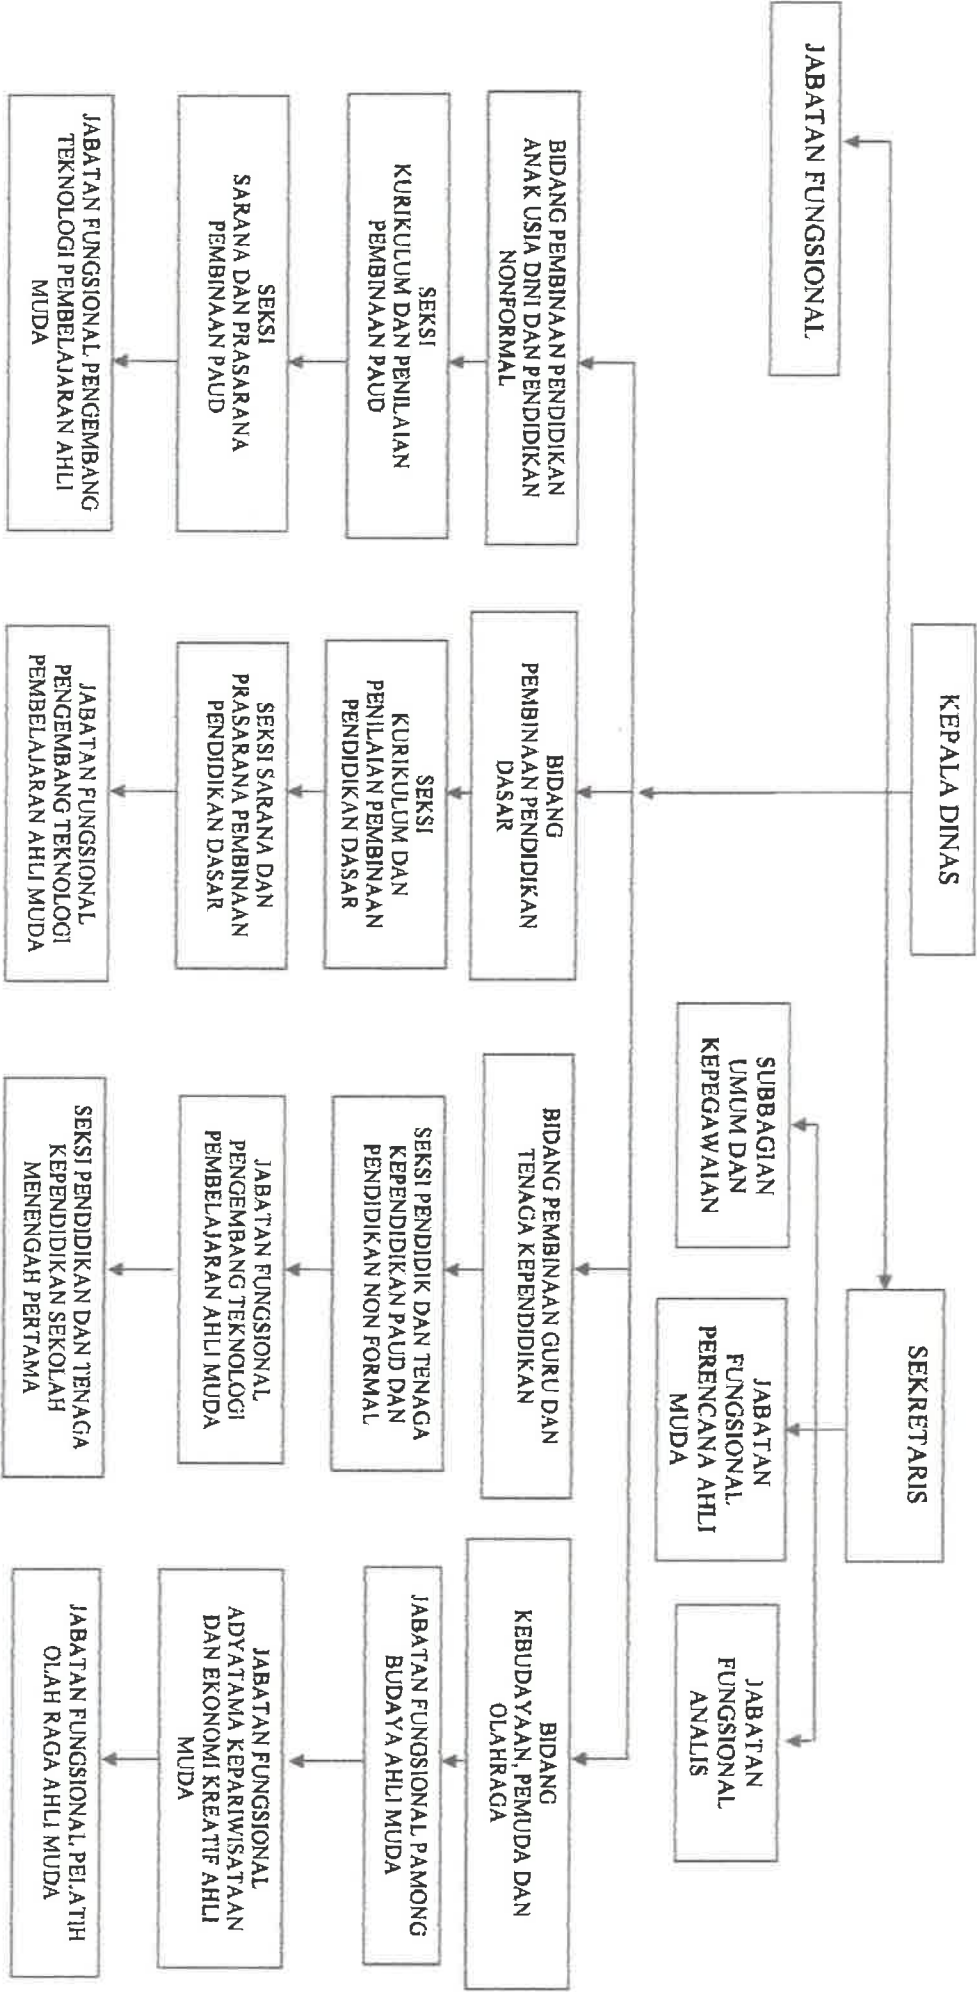 KEPALA DINAS
JABATAN FUNGSIONAL
SEKRETARIS
SUBBAGIAN
UMUM DAN
KEPEGAWAIAN
JABATAN
FUNGSIONAL
PERENCANA AHLI
MUDA
JABATAN
FUNGSIONAL
ANALIS
BIDANG PEMBINAAN PENDIDIKAN
ANAK USIA DINI DAN PENDIDIKAN
NONFORMAL
SEKSI
KURIKULUM DAN PENILAIAN
PEMBINAAN PAUD
SEKSI
SARANA DAN PRASARANA
PEMBINAAN PAUD
JABATAN FUNGSIONAL PENGEMBANG
TEKNOLOGI PEMBELAJARAN AHLI
MUDA
BIDANG
PEMBINAAN PENDIDIKAN
DASAR
SEKSI
KURIKULUM DAN
PENILAIAN PEMBINAAN
PENDIDIKAN DASAR
SEKSI SARANA DAN
PRASARANA PEMBINAAN
PENDIDIKAN DASAR
JABATAN FUNGSIONAL
PENGEMBANG TEKNOLOGI
PEMBELAJARAN AHLI MUDA
BIDANG PEMBINAAN GURU DAN
TENAGA KEPENDIDIKAN
SEKSI PENDIDIK DAN TENAGA
KEPENDIDIKAN PAUD DAN
PENDIDIKAN NON FORMAL
JABATAN FUNGSIONAL
PENGEMBANG TEKNOLOGI
PEMBELAJARAN AHLI MUDA
SEKSI PENDIDIKAN DAN TENAGA
KEPENDIDIKAN SEKOLAH
MENENGAH PERTAMA
BIDANG
KEBUDAYAAN, PEMUDA DAN
OLAHRAGA
JABATAN FUNGSIONAL PAMONG
BUDAYA AHLI MUDA
JABATAN FUNGSIONAL
ADYATAMA KEPARIWISATAAN
DAN EKONOMI KREATIF AHLI
MUDA
JABATAN FUNGSIONAL PELATIH
OLAH RAGA AHLI MUDA